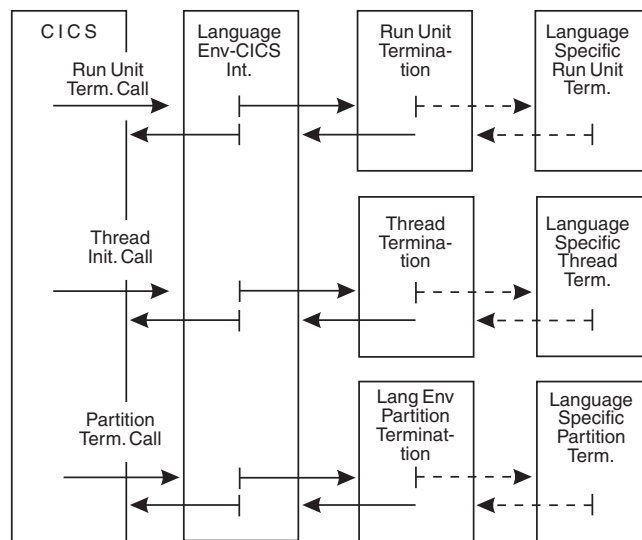 CICS
Language
Env-CICS
Int.
Run Unit
Termina-
tion
Language
Specific
Run Unit
Term.
Run Unit
Term. Call
Thread
Init. Call
Thread
Termina-
tion
Language
Specific
Thread
Term.
Partition
Term. Call
Lang Env
Partition
Terminat-
tion
Language
Specific
Partition
Term.